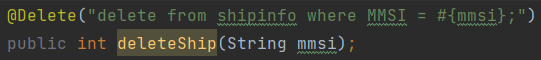 @Delete("delete from shipinfo where MMSI = #{mmsi};")
public int deleteShip(String mmsi);